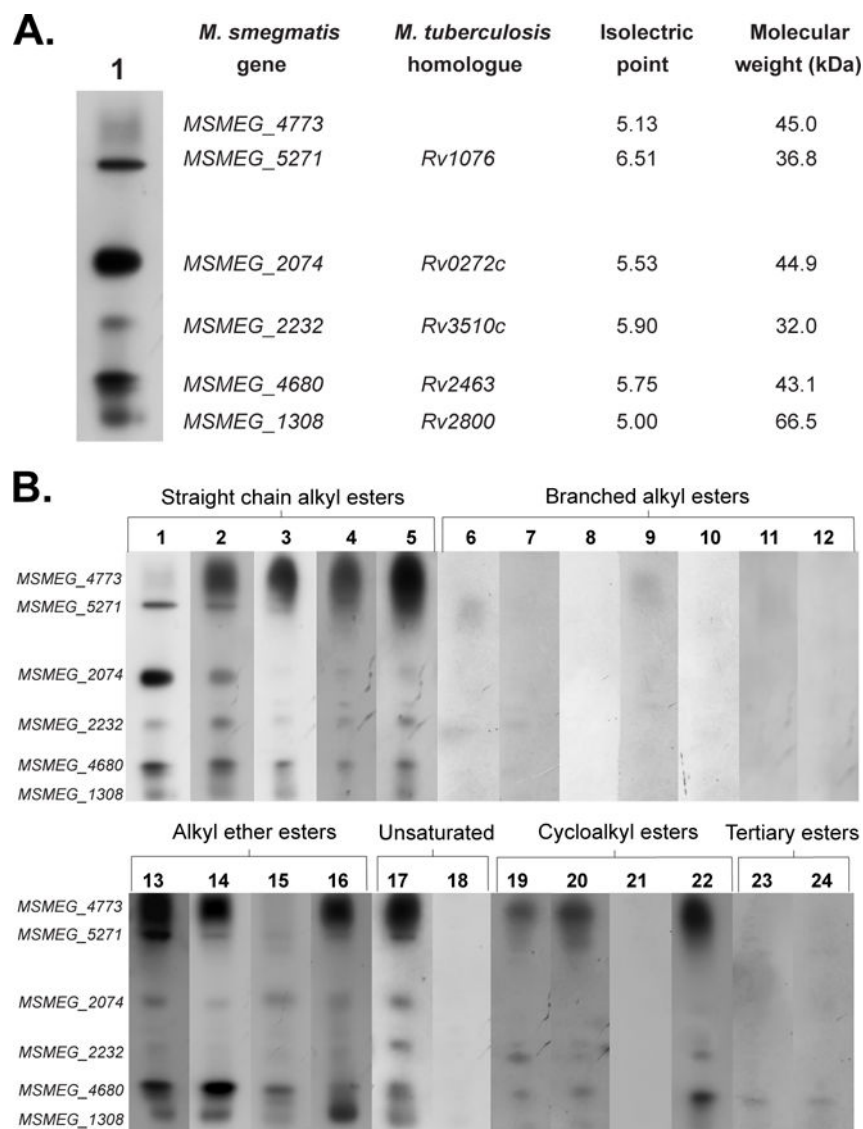 A.
M. smegmatis M. tuberculosis Isolectric Molecular
1 gene homologue point weight (kDa)
MSMEG_4773 5.13 45.0
MSMEG_5271 Rv1076 6.51 36.8
MSMEG_2074 Rv0272c 5.53 44.9
MSMEG_2232 Rv3510c 5.90 32.0
MSMEG_4680 Rv2463 5.75 43.1
MSMEG_1308 Rv2800 5.00 66.5
B.
Straight chain alkyl esters Branched alkyl esters
1 2 3 4 5 6 7 8 9 10 11 12
MSMEG_4773
MSMEG_5271
MSMEG_2074
MSMEG_2232
MSMEG_4680
MSMEG_1308
Alkyl ether esters Unsaturated Cycloalkyl esters Tertiary esters
13 14 15 16 17 18 19 20 21 22 23 24
MSMEG_4773
MSMEG_5271
MSMEG_2074
MSMEG_2232
MSMEG_4680
MSMEG_1308